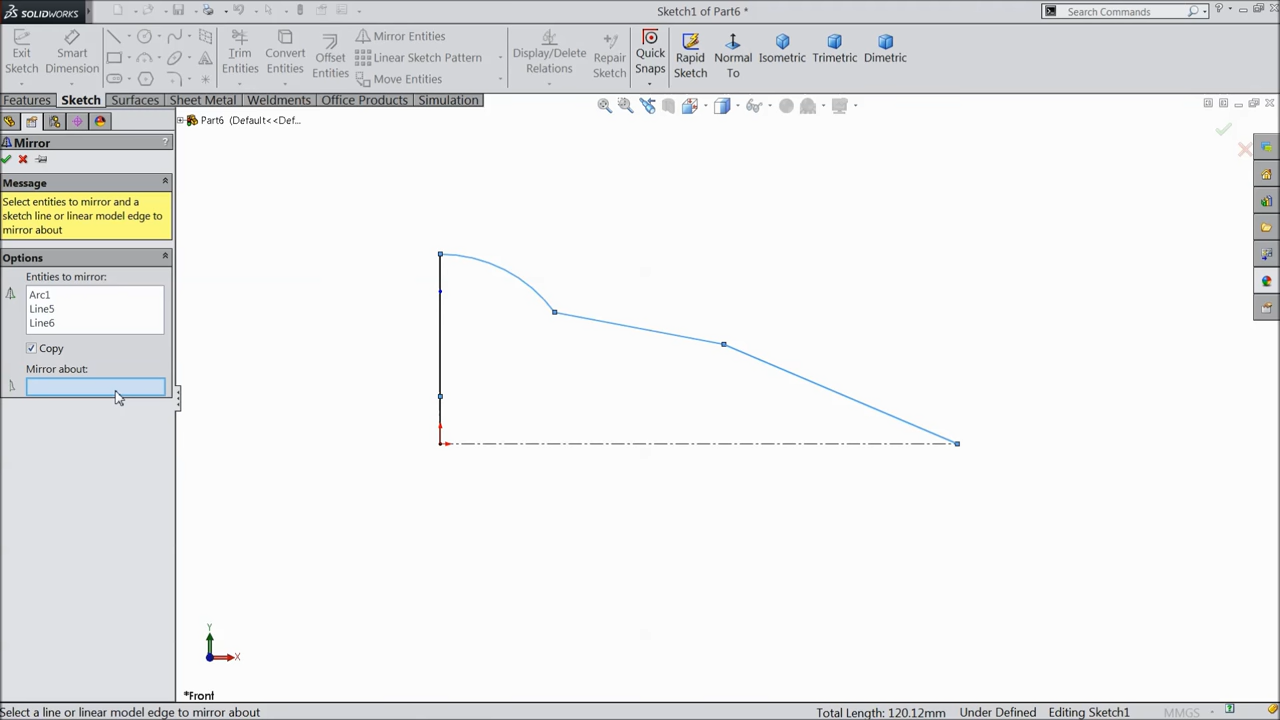 SOLIDWORKS
Sketch1 of Part6 *
Search Commands
Exit Sketch
Smart Dimension
Trim Entities
Convert Entities
Offset Entities
Mirror Entities
Linear Sketch Pattern
Move Entities
Display/Delete Relations
Repair Sketch
Quick Snaps
Rapid Sketch
Normal To
Isometric
Trimetric
Dimetric
Features
Sketch
Surfaces
Sheet Metal
Weldments
Office Products
Simulation
Part6 (Default<<Def...
Mirror
?
Message
Select entities to mirror and a
sketch line or linear model edge to
mirror about
Options
Entities to mirror:
Arc1
Line5
Line6
Copy
Mirror about:
Y
X
*Front
Select a line or linear model edge to mirror about
Total Length: 120.12mm
Under Defined
Editing Sketch1
MMGS